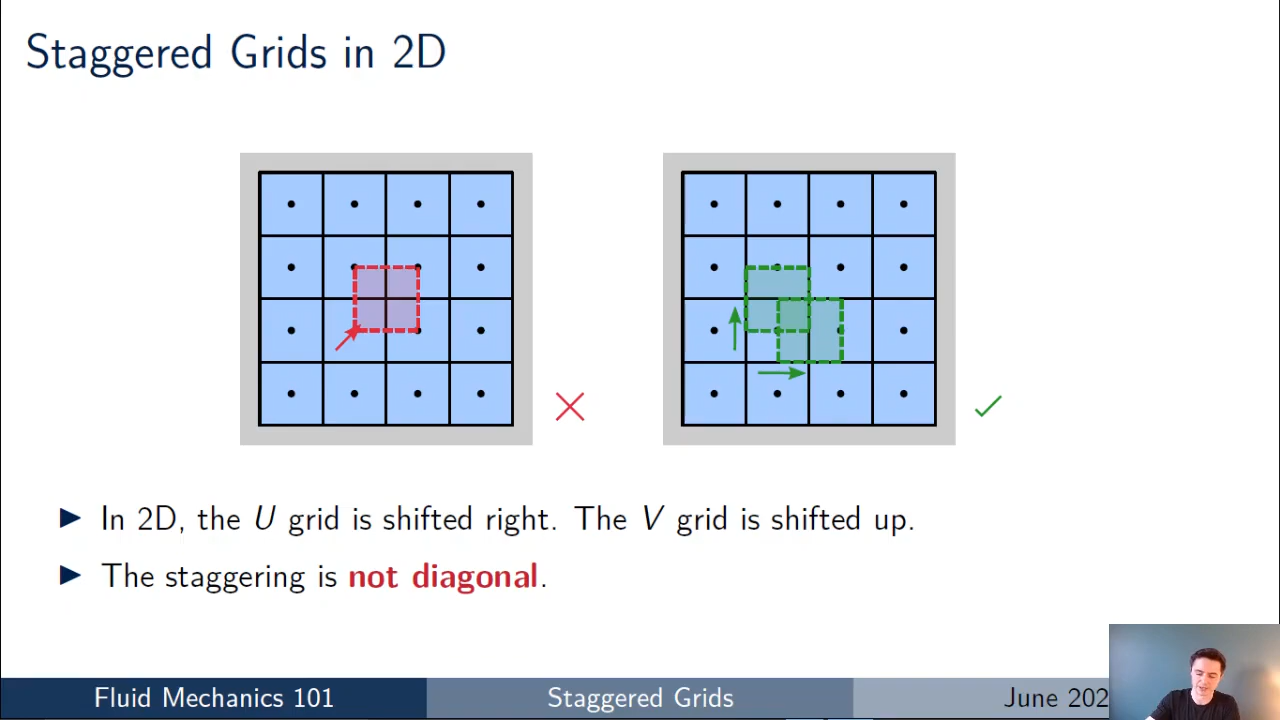 Staggered Grids in 2D
In 2D, the U grid is shifted right. The V grid is shifted up.
The staggering is not diagonal.
Fluid Mechanics 101
Staggered Grids
June 202